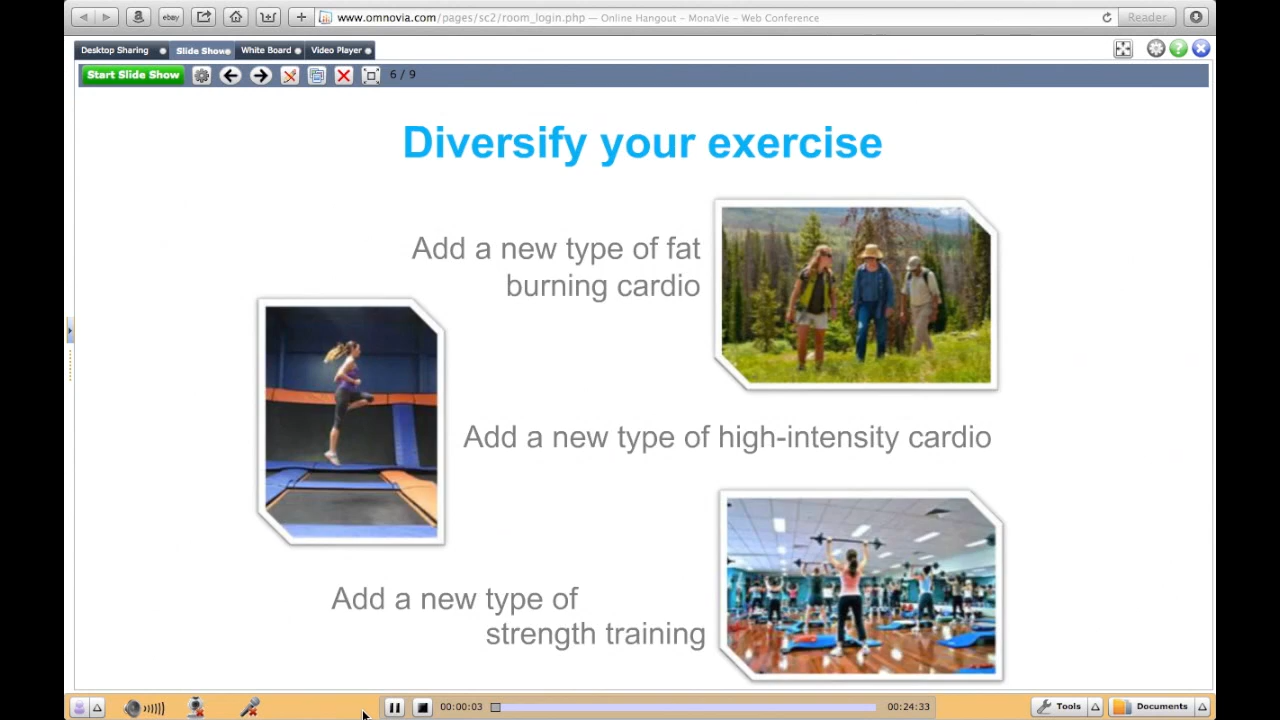 ebay
www.omnovia.com/pages/sc2/room_login.php — Online Hangout - MonaVie - Web Conference
Reader
Desktop Sharing
Slide Show
White Board
Video Player
Start Slide Show
6 / 9
Diversify your exercise
Add a new type of fat
burning cardio
Add a new type of high-intensity cardio
Add a new type of
strength training
00:00:03
00:24:33
Tools
Documents